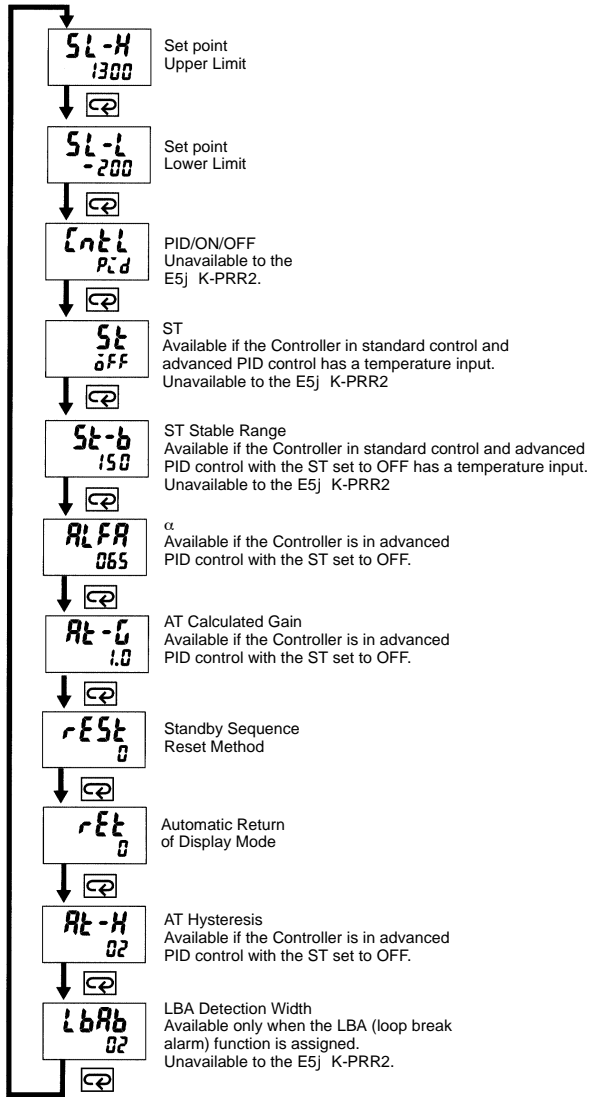 SL-H
1300
Set point
Upper Limit
SL-L
-200
Set point
Lower Limit
CntL
Pid
PID/ON/OFF
Unavailable to the
E5j K-PRR2.
St
oFF
ST
Available if the Controller in standard control and
advanced PID control has a temperature input.
Unavailable to the E5j K-PRR2
St-b
150
ST Stable Range
Available if the Controller in standard control and advanced
PID control with the ST set to OFF has a temperature input.
Unavailable to the E5j K-PRR2
ALFA
065
α
Available if the Controller is in advanced
PID control with the ST set to OFF.
At-G
1.0
AT Calculated Gain
Available if the Controller is in advanced
PID control with the ST set to OFF.
rESt
0
Standby Sequence
Reset Method
rEt
0
Automatic Return
of Display Mode
At-H
02
AT Hysteresis
Available if the Controller is in advanced
PID control with the ST set to OFF.
LbAb
02
LBA Detection Width
Available only when the LBA (loop break
alarm) function is assigned.
Unavailable to the E5j K-PRR2.